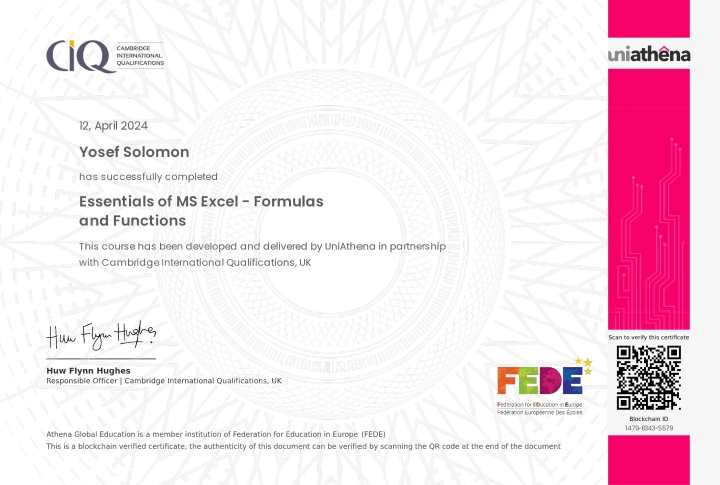 CIQ
CAMBRIDGE
INTERNATIONAL
QUALIFICATIONS
uniathena
12, April 2024
Yosef Solomon
has successfully completed
Essentials of MS Excel - Formulas
and Functions
This course has been developed and delivered by UniAthena in partnership
with Cambridge International Qualifications, UK
Huw Flynn Hughes
Huw Flynn Hughes
Responsible Officer | Cambridge International Qualifications, UK
FEDE
Federation for EDucation in Europe
Fédération Européenne Des Écoles
Scan to verify this certificate
Blockchain ID
1479-6343-5579
Athena Global Education is a member institution of Federation for Education in Europe (FEDE)
This is a blockchain verified certificate, the authenticity of this document can be verified by scanning the QR code at the end of the document